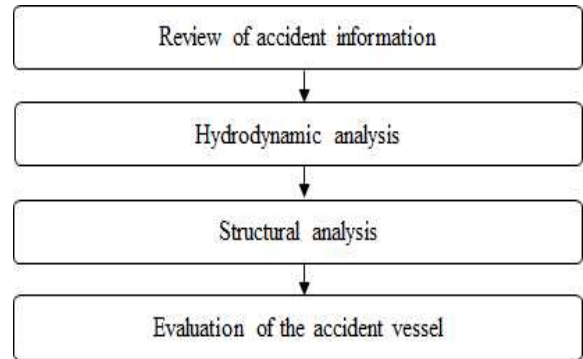 Review of accident information
Hydrodynamic analysis
Structural analysis
Evaluation of the accident vessel